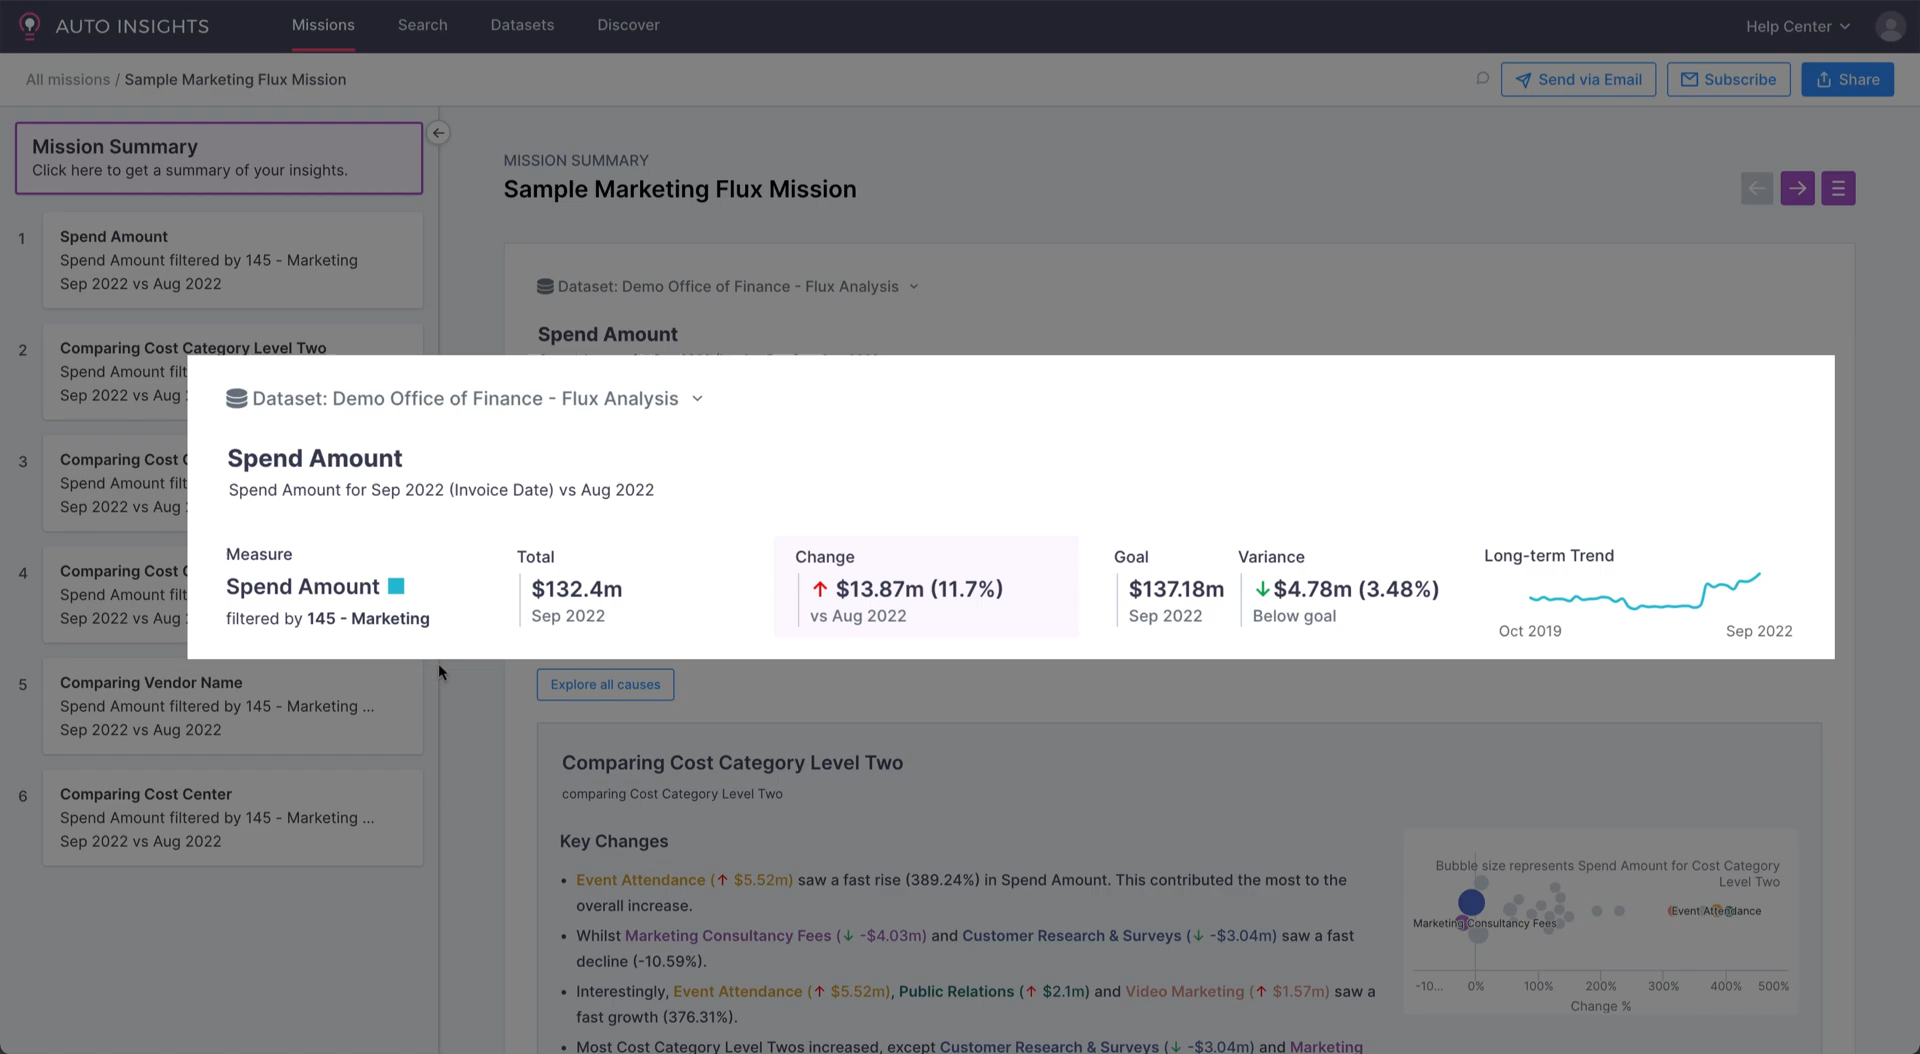 AUTO INSIGHTS
Missions
Search
Datasets
Discover
Help Center
All missions / Sample Marketing Flux Mission
Send via Email
Subscribe
Share
Mission Summary
Click here to get a summary of your insights.
1
Spend Amount
Spend Amount filtered by 145 - Marketing
Sep 2022 vs Aug 2022
2
Comparing Cost Category Level Two
Spend Amount filt
Sep 2022 vs Aug
3
Comparing Cost
Spend Amount filt
Sep 2022 vs Aug
4
Comparing Cost
Spend Amount filt
Sep 2022 vs Aug
5
Comparing Vendor Name
Spend Amount filtered by 145 - Marketing ...
Sep 2022 vs Aug 2022
6
Comparing Cost Center
Spend Amount filtered by 145 - Marketing ...
Sep 2022 vs Aug 2022
MISSION SUMMARY
Sample Marketing Flux Mission
Dataset: Demo Office of Finance - Flux Analysis
Spend Amount
Dataset: Demo Office of Finance - Flux Analysis
Spend Amount
Spend Amount for Sep 2022 (Invoice Date) vs Aug 2022
Measure
Spend Amount
filtered by 145 - Marketing
Total
$132.4m
Sep 2022
Change
↑ $13.87m (11.7%)
vs Aug 2022
Goal
$137.18m
Sep 2022
Variance
↓ $4.78m (3.48%)
Below goal
Long-term Trend
Oct 2019
Sep 2022
Explore all causes
Comparing Cost Category Level Two
comparing Cost Category Level Two
Key Changes
• Event Attendance (↑ $5.52m) saw a fast rise (389.24%) in Spend Amount. This contributed the most to the
overall increase.
• Whilst Marketing Consultancy Fees (↓ -$4.03m) and Customer Research & Surveys (↓ -$3.04m) saw a fast
decline (-10.59%).
• Interestingly, Event Attendance (↑ $5.52m), Public Relations (↑ $2.1m) and Video Marketing (↑ $1.57m) saw a
fast growth (376.31%).
• Most Cost Category Level Twos increased, except Customer Research & Surveys (↓ -$3.04m) and Marketing
Bubble size represents Spend Amount for Cost Category
Level Two
Event Attendance
Marketing Consultancy Fees
-10...
0%
100%
200%
300%
400%
500%
Change %